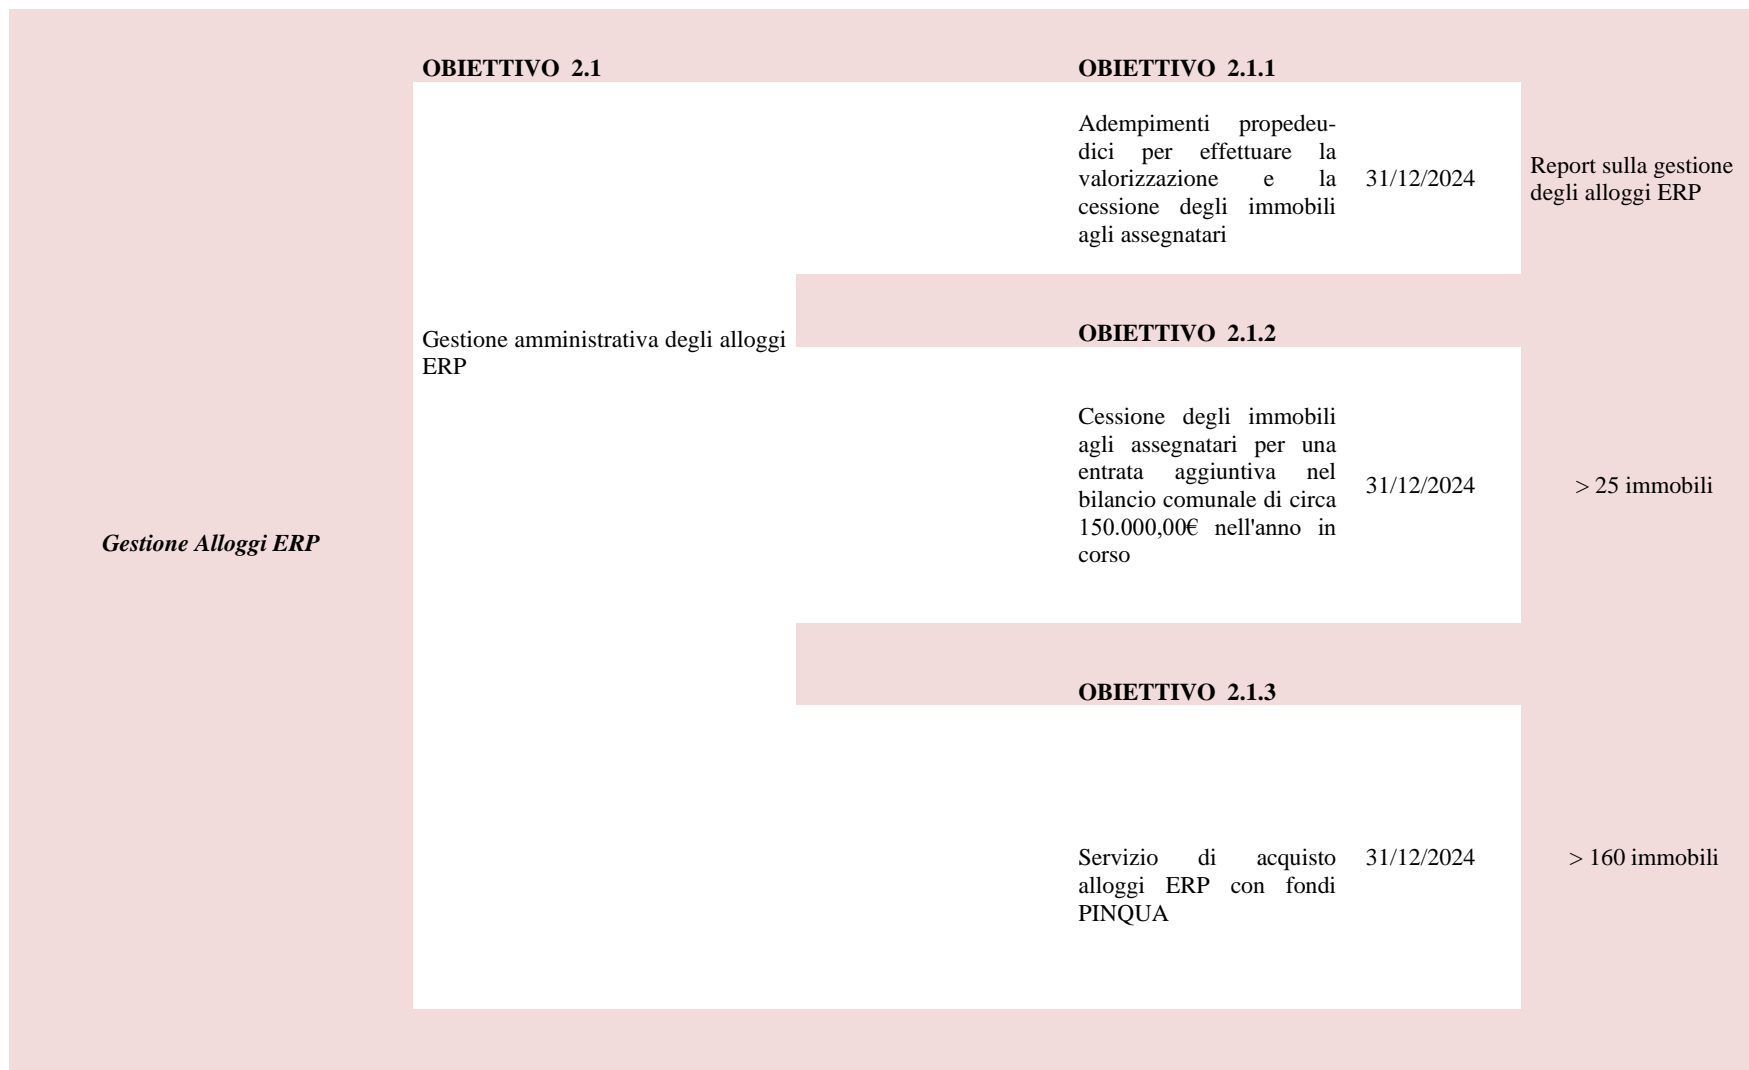 OBIETTIVO 2.1
OBIETTIVO 2.1.1
Adempimenti propedeu-
dici per effettuare la
valorizzazione e la
cessione degli immobili
agli assegnatari
31/12/2024
Report sulla gestione
degli alloggi ERP
Gestione amministrativa degli alloggi
ERP
OBIETTIVO 2.1.2
Cessione degli immobili
agli assegnatari per una
entrata aggiuntiva nel
bilancio comunale di circa
150.000,00€ nell'anno in
corso
31/12/2024
> 25 immobili
Gestione Alloggi ERP
OBIETTIVO 2.1.3
Servizio di acquisto
alloggi ERP con fondi
PINQUA
31/12/2024
> 160 immobili